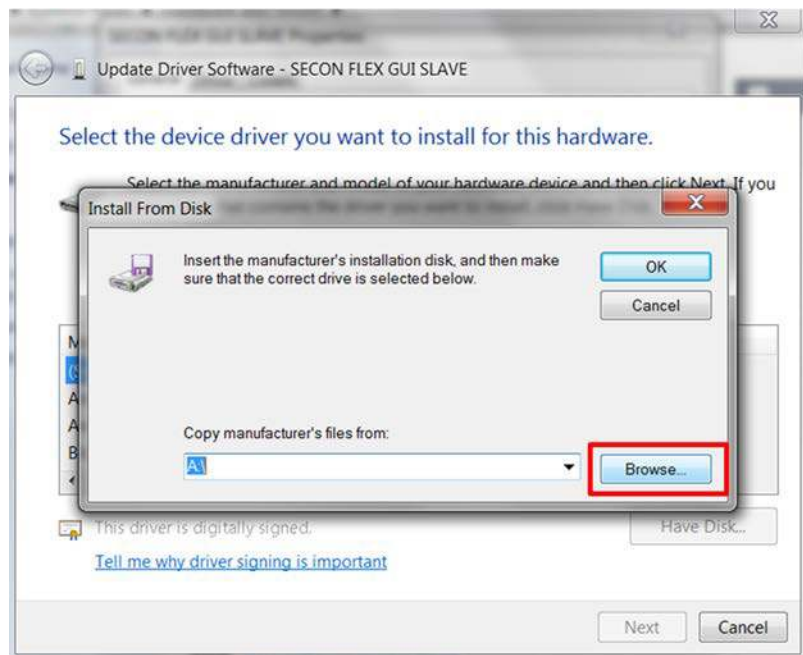 Update Driver Software - SECON FLEX GUI SLAVE
Select the device driver you want to install for this hardware.
Select the manufacturer and model of your hardware device and then click Next. If you
Install From Disk
Insert the manufacturer's installation disk, and then make
sure that the correct drive is selected below.
OK
Cancel
Copy manufacturer's files from:
A:\
Browse...
This driver is digitally signed.
Have Disk...
Tell me why driver signing is important
Next
Cancel